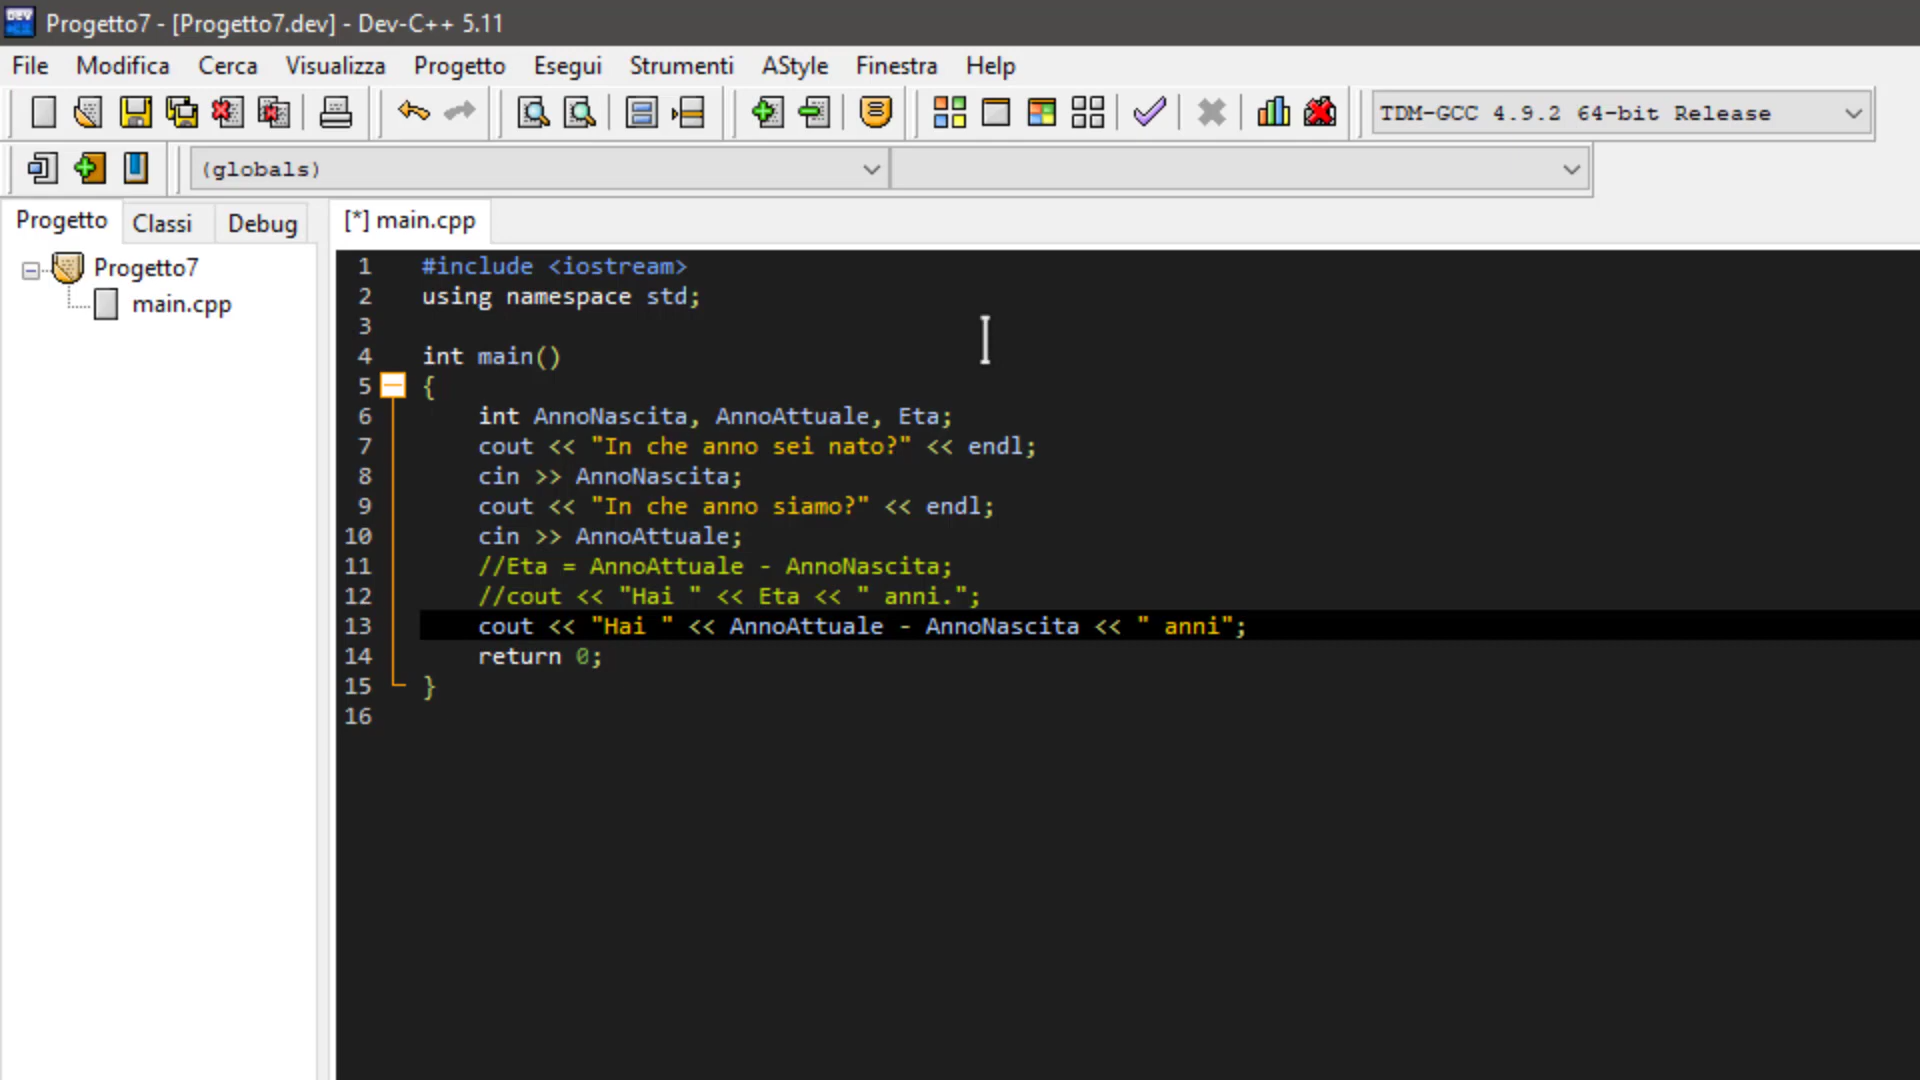 Progetto7 - [Progetto7.dev] - Dev-C++ 5.11
File Modifica Cerca Visualizza Progetto Esegui Strumenti AStyle Finestra Help
TDM-GCC 4.9.2 64-bit Release
(globals)
Progetto Classi Debug
[*] main.cpp
Progetto7
main.cpp
1 #include <iostream>
2 using namespace std;
3
4 int main()
5 {
6 int AnnoNascita, AnnoAttuale, Eta;
7 cout << "In che anno sei nato?" << endl;
8 cin >> AnnoNascita;
9 cout << "In che anno siamo?" << endl;
10 cin >> AnnoAttuale;
11 //Eta = AnnoAttuale - AnnoNascita;
12 //cout << "Hai " << Eta << " anni.";
13 cout << "Hai " << AnnoAttuale - AnnoNascita << " anni";
14 return 0;
15 }
16